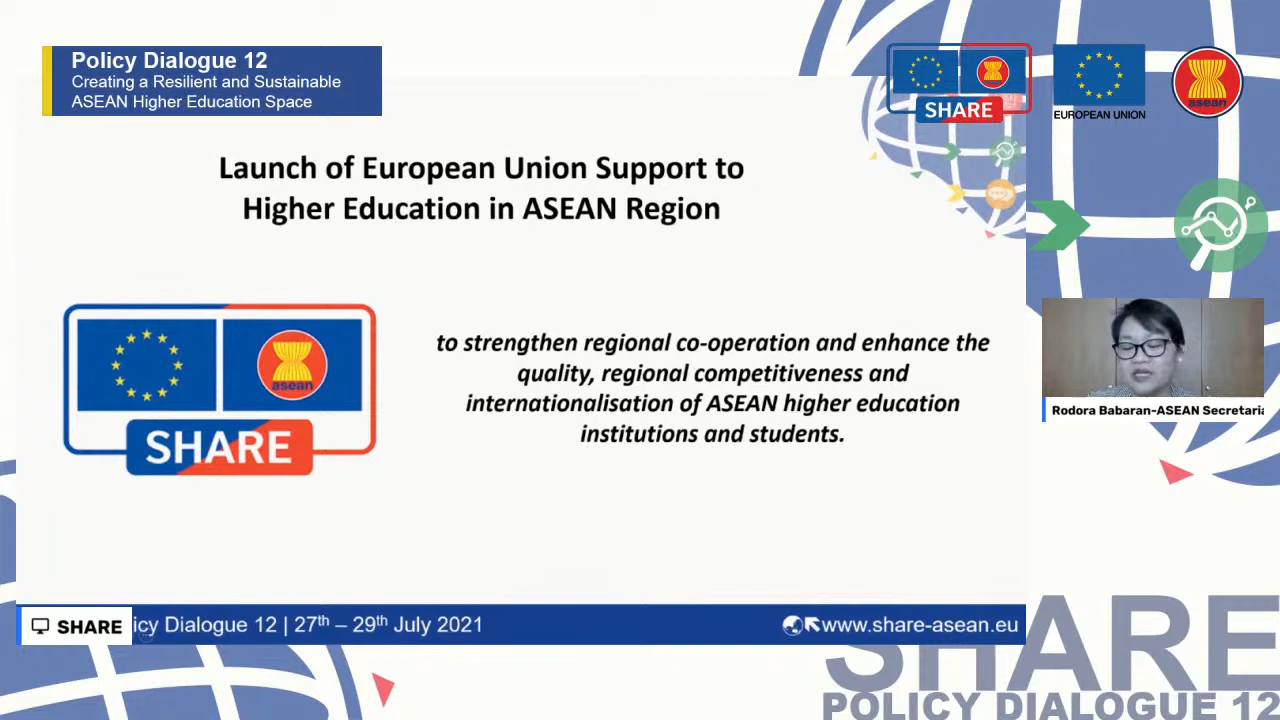 Policy Dialogue 12
Creating a Resilient and Sustainable
ASEAN Higher Education Space
SHARE
EUROPEAN UNION
asean
Launch of European Union Support to
Higher Education in ASEAN Region
asean
SHARE
to strengthen regional co-operation and enhance the
quality, regional competitiveness and
internationalisation of ASEAN higher education
institutions and students.
Rodora Babaran-ASEAN Secretaria
SHARE
icy Dialogue 12 | 27th – 29th July 2021
www.share-asean.eu
SHARE
POLICY DIALOGUE 12